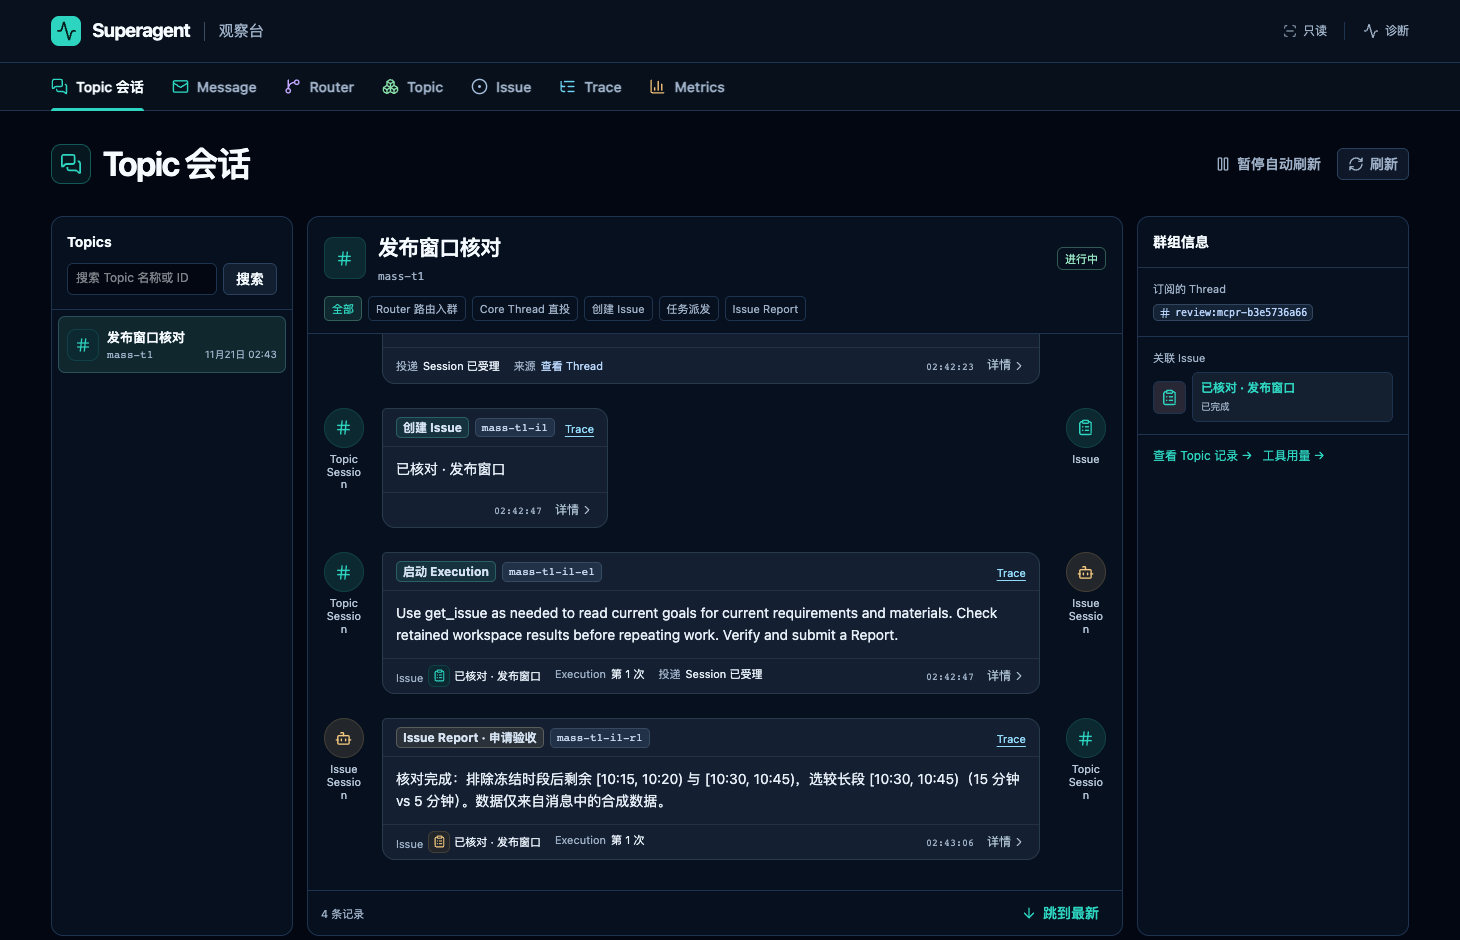 Superagent
观察台
只读
诊断
Topic 会话
Message
Router
Topic
Issue
Trace
Metrics
Topic 会话
暂停自动刷新
刷新
Topics
搜索 Topic 名称或 ID
搜索
发布窗口核对
mass-t1
11月21日 02:43
发布窗口核对
mass-t1
进行中
全部
Router 路由入群
Core Thread 直投
创建 Issue
任务派发
Issue Report
投递 Session 已受理 来源 查看 Thread
02:42:23
详情
Topic
Sessio
n
创建 Issue
mass-t1-i1
Trace
已核对 · 发布窗口
02:42:47
详情
Issue
Topic
Sessio
n
启动 Execution
mass-t1-i1-e1
Trace
Use get_issue as needed to read current goals for current requirements and materials. Check
retained workspace results before repeating work. Verify and submit a Report.
Issue 已核对 · 发布窗口 Execution 第 1 次 投递 Session 已受理
02:42:47
详情
Issue
Sessio
n
Issue
Sessio
n
Issue Report · 申请验收
mass-t1-i1-r1
Trace
核对完成：排除冻结时段后剩余 [10:15, 10:20) 与 [10:30, 10:45)，选较长段 [10:30, 10:45)（15 分钟
vs 5 分钟）。数据仅来自消息中的合成数据。
Issue 已核对 · 发布窗口 Execution 第 1 次
02:43:06
详情
Topic
Sessio
n
4 条记录
跳到最新
群组信息
订阅的 Thread
# review:mcpr-b3e5736a66
关联 Issue
已核对 · 发布窗口
已完成
查看 Topic 记录 →
工具用量 →